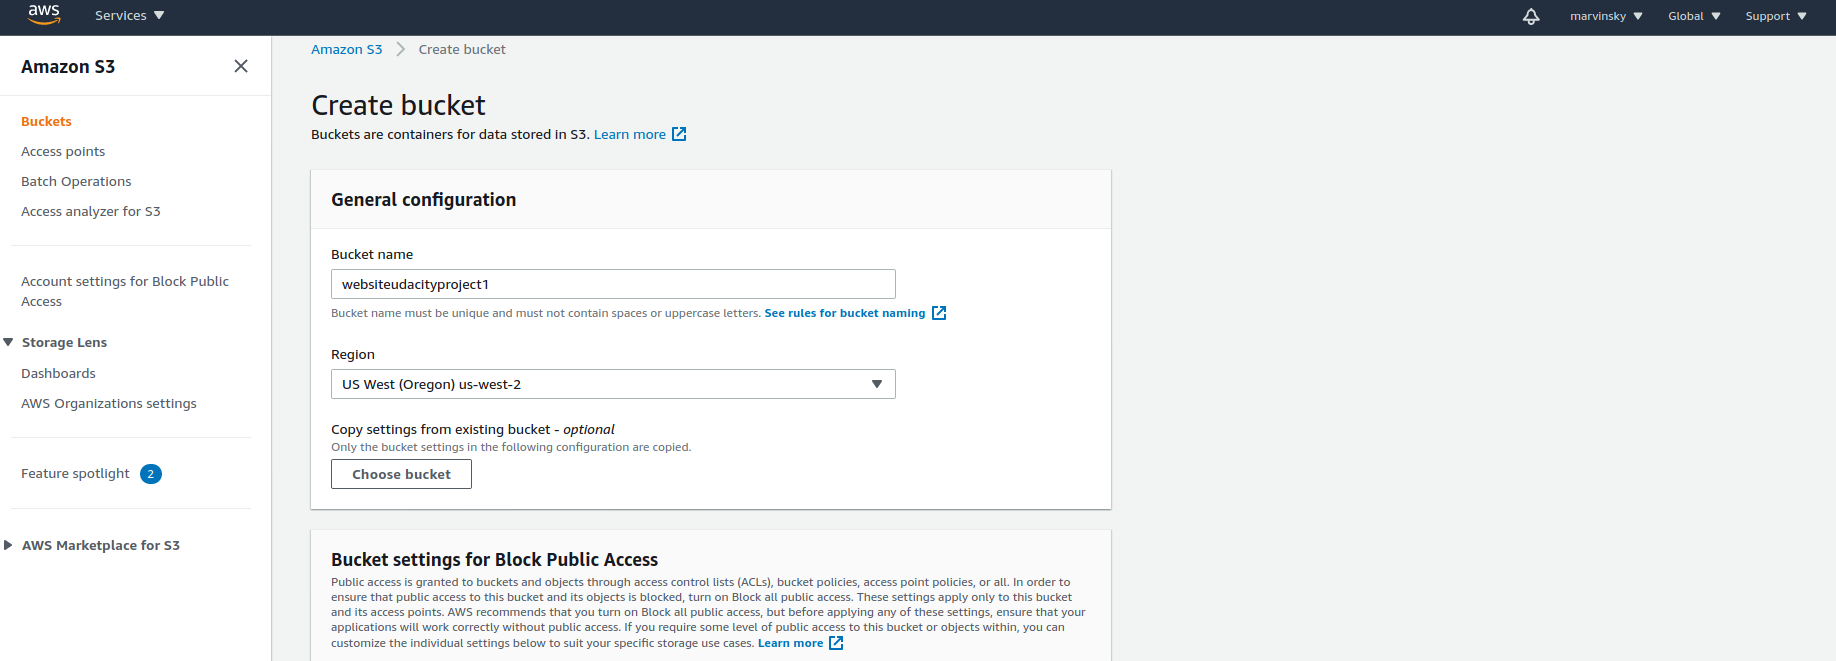 aws
Services
marvinsky
Global
Support
Amazon S3
Buckets
Access points
Batch Operations
Access analyzer for S3
Account settings for Block Public
Access
Storage Lens
Dashboards
AWS Organizations settings
Feature spotlight 2
AWS Marketplace for S3
Amazon S3 > Create bucket
Create bucket
Buckets are containers for data stored in S3. Learn more
General configuration
Bucket name
websiteudacityproject1
Bucket name must be unique and must not contain spaces or uppercase letters. See rules for bucket naming
Region
US West (Oregon) us-west-2
Copy settings from existing bucket - optional
Only the bucket settings in the following configuration are copied.
Choose bucket
Bucket settings for Block Public Access
Public access is granted to buckets and objects through access control lists (ACLs), bucket policies, access point policies, or all. In order to
ensure that public access to this bucket and its objects is blocked, turn on Block all public access. These settings apply only to this bucket
and its access points. AWS recommends that you turn on Block all public access, but before applying any of these settings, ensure that your
applications will work correctly without public access. If you require some level of public access to this bucket or objects within, you can
customize the individual settings below to suit your specific storage use cases. Learn more